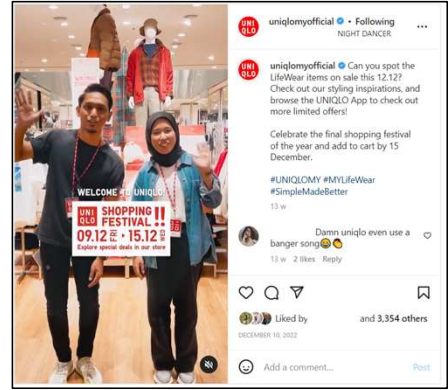 WELCOME TO UNIQLO
UNI QLO
SHOPPING FESTIVAL!!
09.12 FRI ▸ 15.12
Explore special deals in our store
UNI QLO
uniqlomyofficial • Following
NIGHT DANCER
uniqlomyofficial Can you spot the
LifeWear items on sale this 12.12?
Check out our styling inspirations, and
browse the UNIQLO App to check out
more limited offers!
Celebrate the final shopping festival
of the year and add to cart by 15
December.
#UNIQLOMY #MYLifeWear
#SimpleMadeBetter
13 w
Damn uniqlo even use a
banger song😂👏
13 w 2 likes Reply
Liked by and 3,354 others
DECEMBER 10, 2022
Add a comment... Post